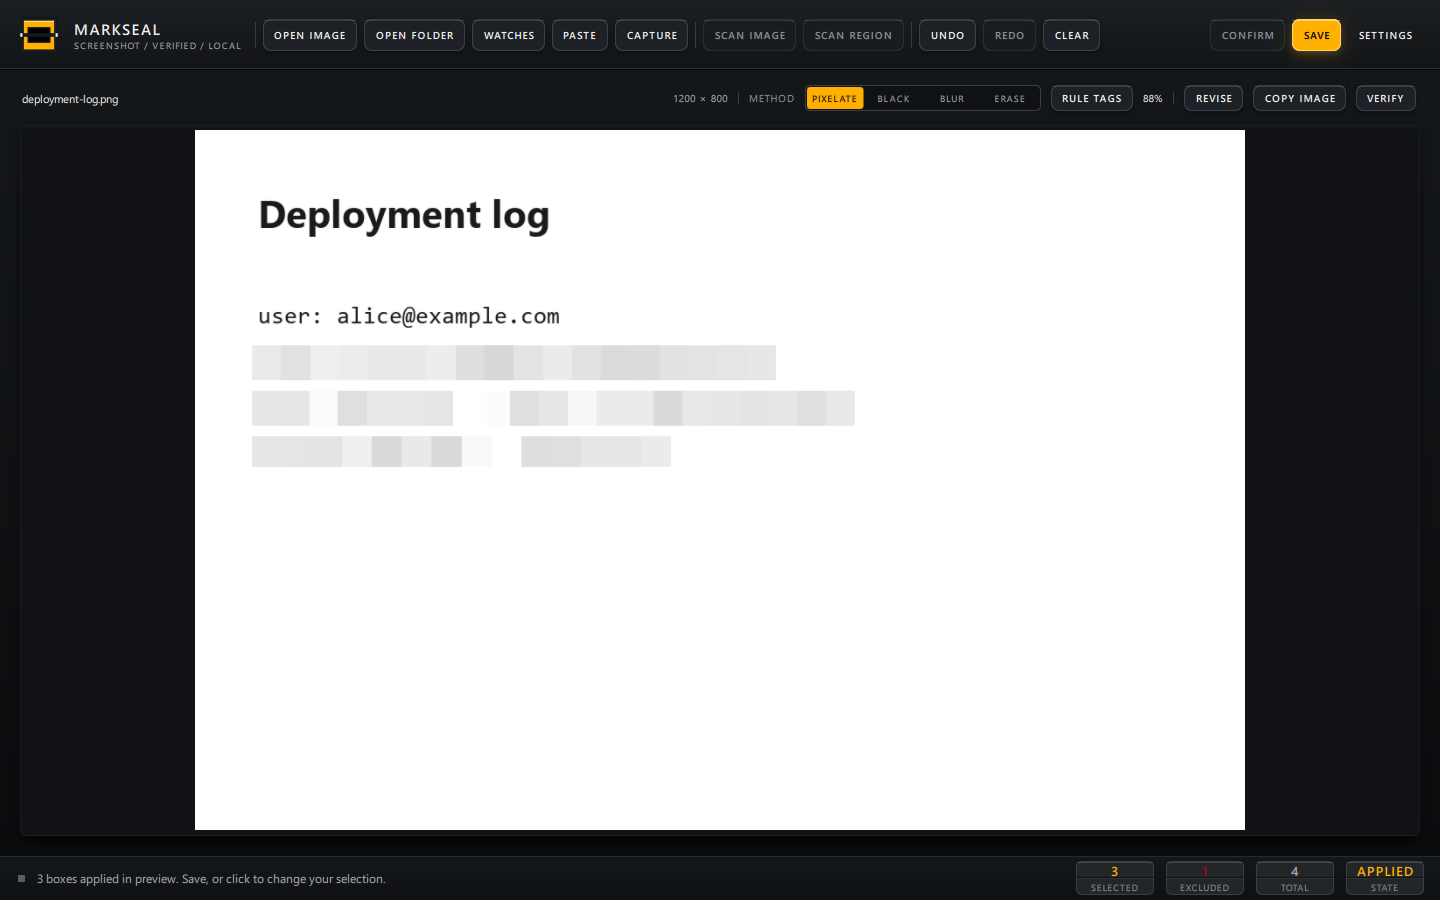 MARKSEAL
SCREENSHOT / VERIFIED / LOCAL
OPEN IMAGE
OPEN FOLDER
WATCHES
PASTE
CAPTURE
SCAN IMAGE
SCAN REGION
UNDO
REDO
CLEAR
CONFIRM
SAVE
SETTINGS
deployment-log.png
1200 × 800
METHOD
PIXELATE
BLACK
BLUR
ERASE
RULE TAGS
88%
REVISE
COPY IMAGE
VERIFY
Deployment log
user: alice@example.com
3 boxes applied in preview. Save, or click to change your selection.
3
SELECTED
1
EXCLUDED
4
TOTAL
APPLIED
STATE